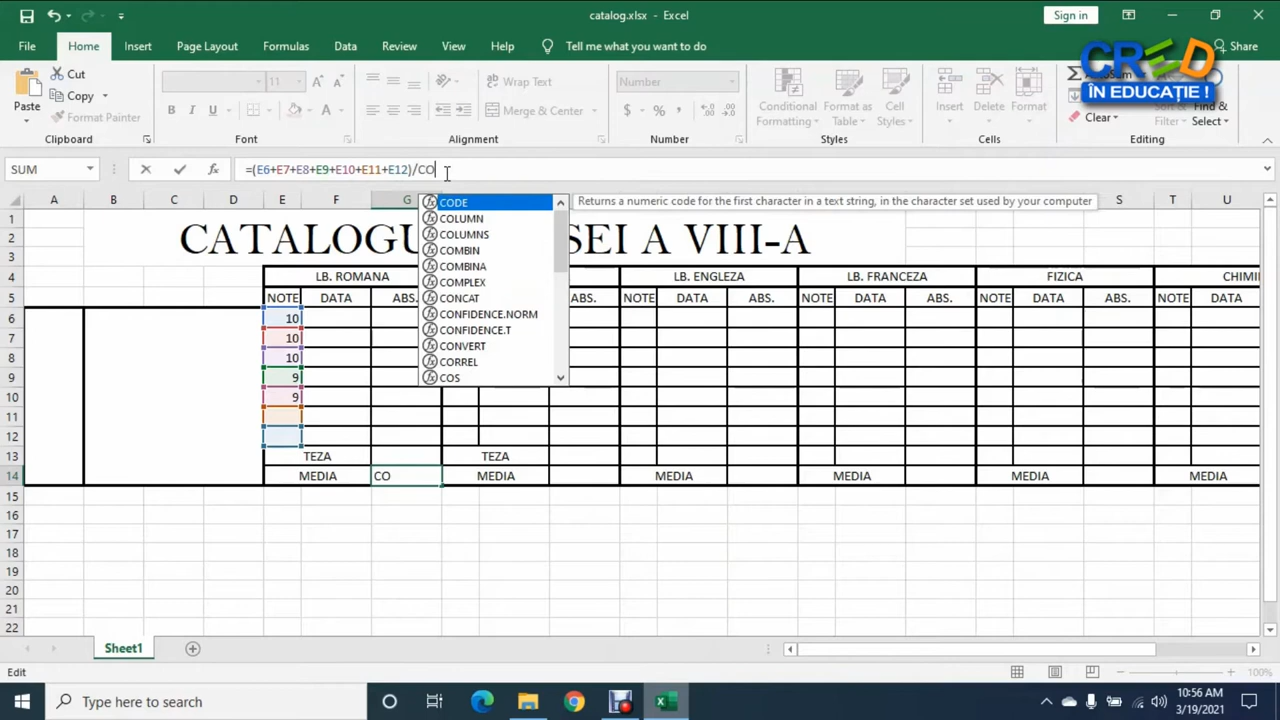 catalog.xlsx - Excel
Sign in
File Home Insert Page Layout Formulas Data Review View Help Tell me what you want to do Share
CRED
ÎN EDUCAȚIE !
Paste
Cut
Copy
Format Painter
Clipboard
11
B I U
Font
Wrap Text
Merge & Center
Alignment
Number
$ %
Number
Conditional Formatting
Format as Table
Cell Styles
Styles
Insert Delete Format
Cells
Clear
Find & Select
Editing
SUM
=(E6+E7+E8+E9+E10+E11+E12)/CO
A B C D E F G S T U
CODE
COLUMN
COLUMNS
COMBIN
COMBINA
COMPLEX
CONCAT
CONFIDENCE.NORM
CONFIDENCE.T
CONVERT
CORREL
COS
Returns a numeric code for the first character in a text string, in the character set used by your computer
1
2 CATALOGU SEI A VIII-A
3
4 LB. ROMANA LB. ENGLEZA LB. FRANCEZA FIZICA CHIMI
5 NOTE DATA ABS. ABS. NOTE DATA ABS. NOTE DATA ABS. NOTE DATA ABS. NOTE DATA
6 10
7 10
8 10
9 9
10 9
11
12
13 TEZA TEZA
14 MEDIA CO MEDIA MEDIA MEDIA MEDIA MEDIA
15
16
17
18
19
20
21
22
Sheet1
Edit
100%
Type here to search
10:56 AM
3/19/2021